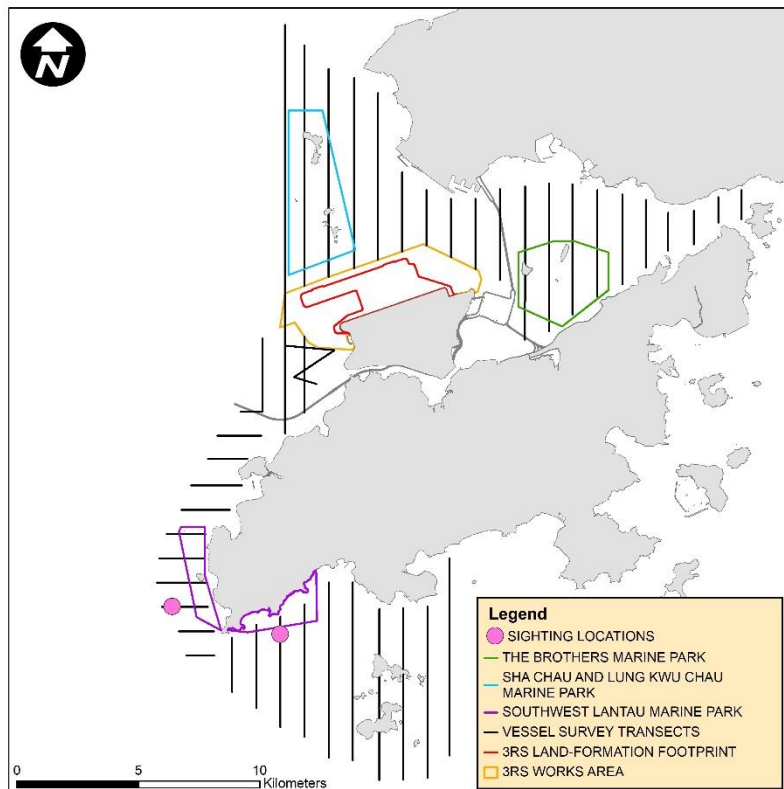 N
Legend
SIGHTING LOCATIONS
THE BROTHERS MARINE PARK
SHA CHAU AND LUNG KWU CHAU
MARINE PARK
SOUTHWEST LANTAU MARINE PARK
VESSEL SURVEY TRANSECTS
3RS LAND-FORMATION FOOTPRINT
3RS WORKS AREA
0 5 10
Kilometers